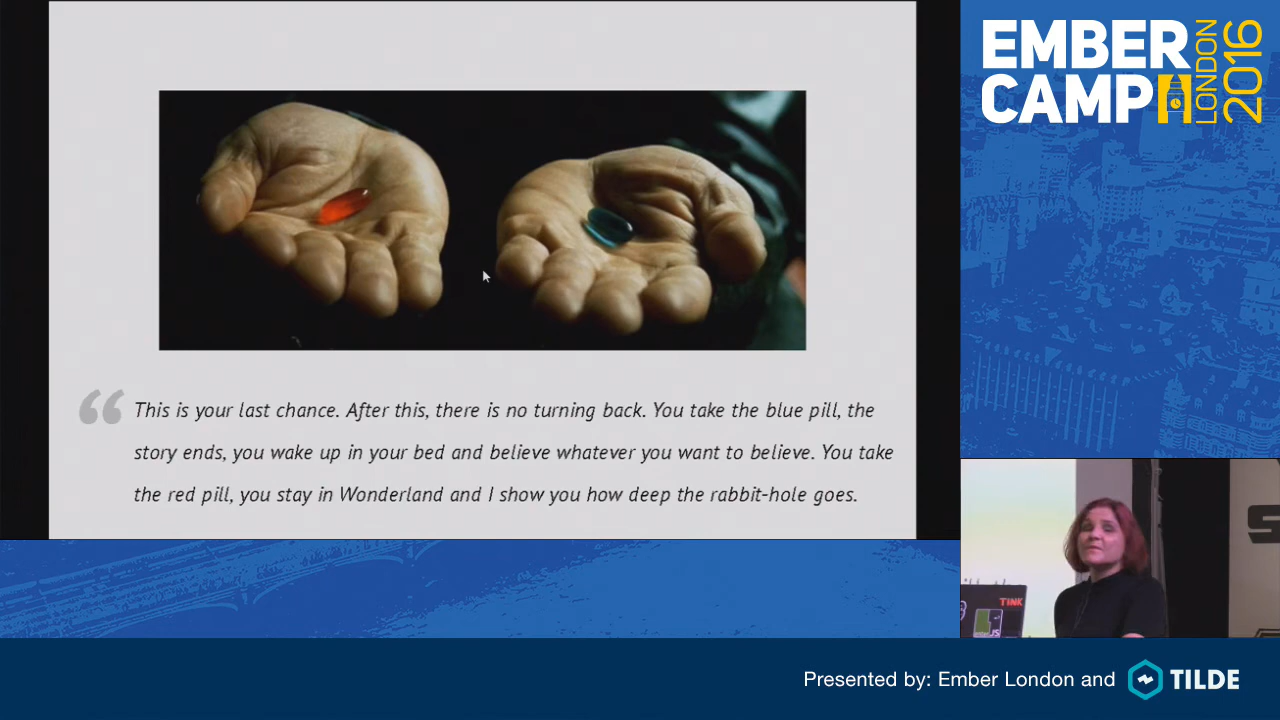 EMBER
CAMP
LONDON
2016
“
This is your last chance. After this, there is no turning back. You take the blue pill, the
story ends, you wake up in your bed and believe whatever you want to believe. You take
the red pill, you stay in Wonderland and I show you how deep the rabbit-hole goes.
TINK
JS
Presented by: Ember London and
TILDE